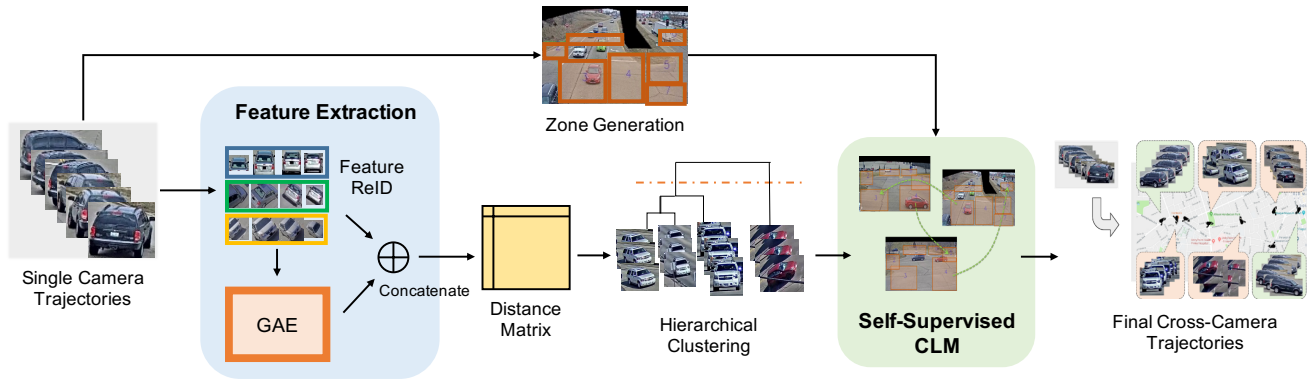 Zone Generation
Feature Extraction
Feature
ReID
Single Camera
Trajectories
GAE
Concatenate
Distance
Matrix
Hierarchical
Clustering
Self-Supervised
CLM
Final Cross-Camera
Trajectories
4